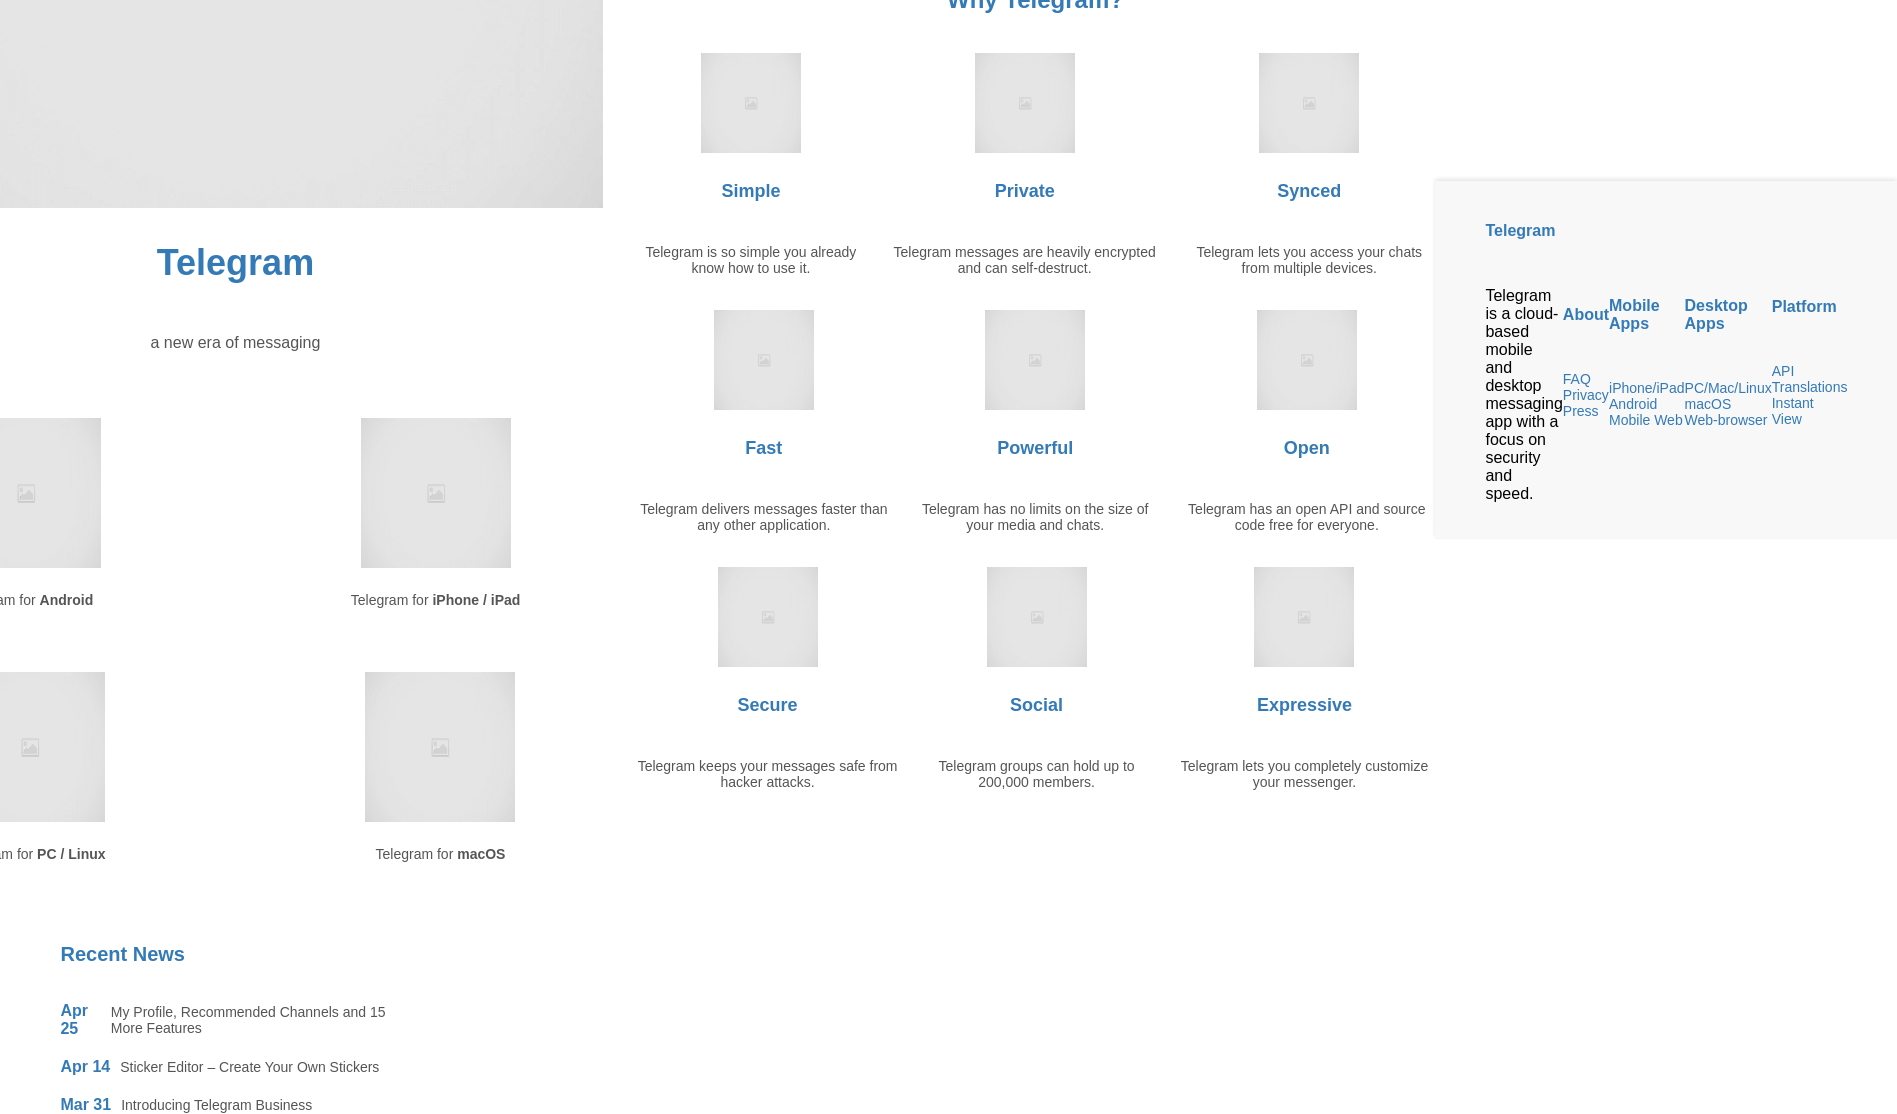 Why Telegram?
Telegram
a new era of messaging
am for Android
Telegram for iPhone / iPad
am for PC / Linux
Telegram for macOS
Recent News
Apr
25
My Profile, Recommended Channels and 15
More Features
Apr 14 Sticker Editor – Create Your Own Stickers
Mar 31 Introducing Telegram Business
Simple
Telegram is so simple you already
know how to use it.
Private
Telegram messages are heavily encrypted
and can self-destruct.
Synced
Telegram lets you access your chats
from multiple devices.
Fast
Telegram delivers messages faster than
any other application.
Powerful
Telegram has no limits on the size of
your media and chats.
Open
Telegram has an open API and source
code free for everyone.
Secure
Telegram keeps your messages safe from
hacker attacks.
Social
Telegram groups can hold up to
200,000 members.
Expressive
Telegram lets you completely customize
your messenger.
Telegram
Telegram
is a cloud-
based
mobile
and
desktop
messaging
app with a
focus on
security
and
speed.
About
FAQ
Privacy
Press
Mobile
Apps
iPhone/iPad
Android
Mobile Web
Desktop
Apps
PC/Mac/Linux
macOS
Web-browser
Platform
API
Translations
Instant
View